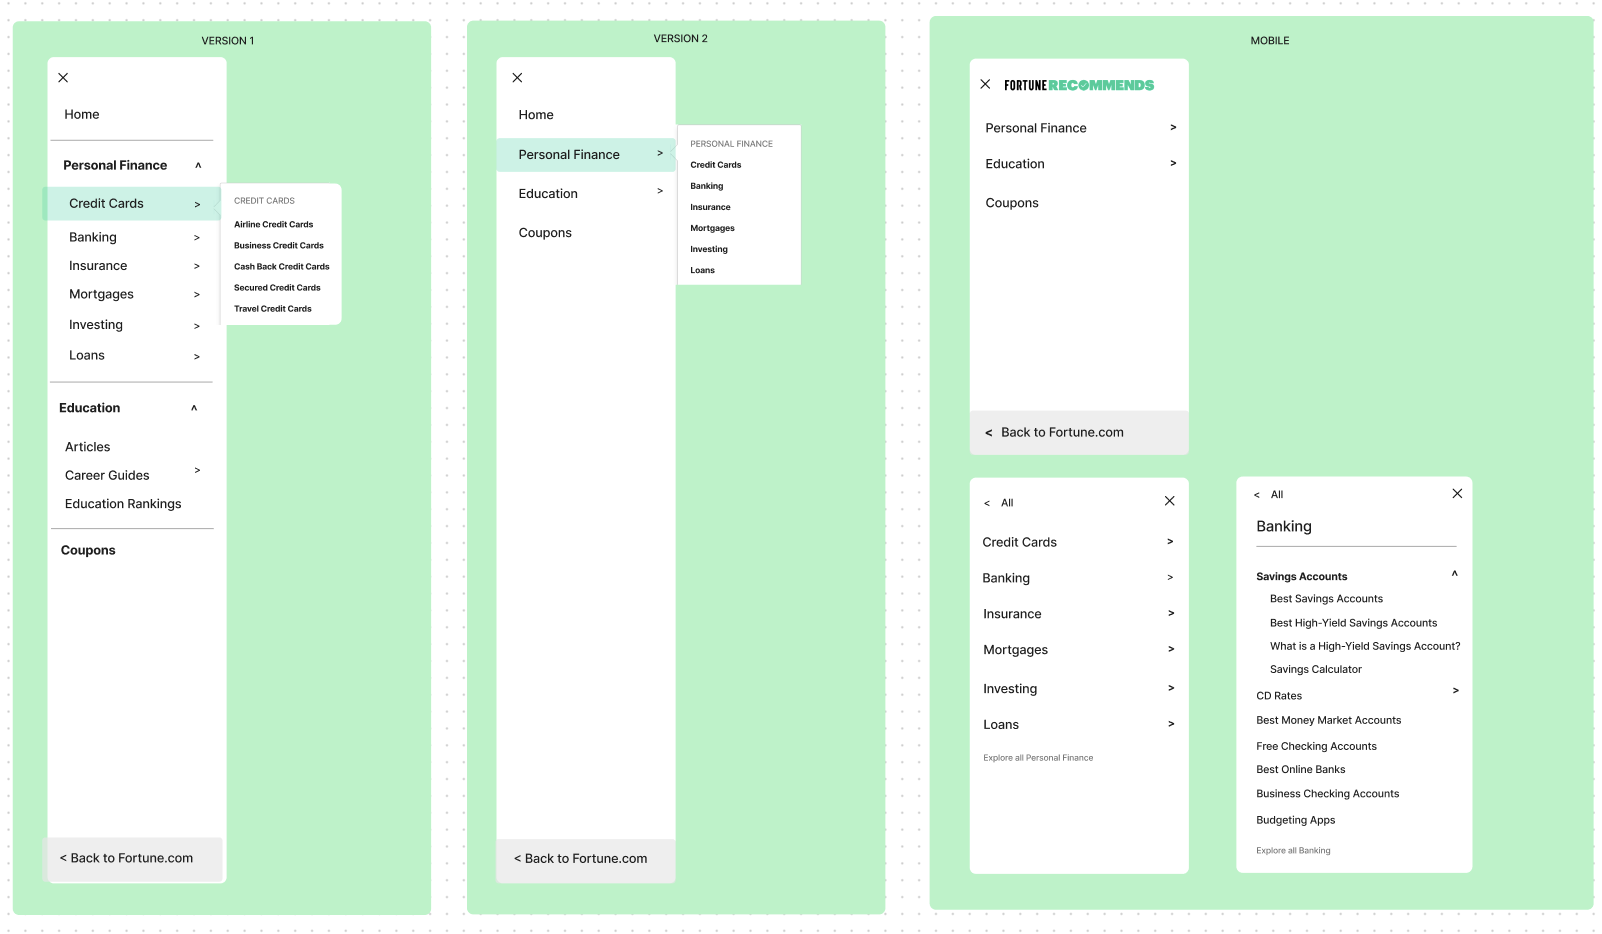 VERSION 1
Home
Personal Finance ^
Credit Cards >
Banking >
Insurance >
Mortgages >
Investing >
Loans >
CREDIT CARDS
Airline Credit Cards
Business Credit Cards
Cash Back Credit Cards
Secured Credit Cards
Travel Credit Cards
Education ^
Articles
Career Guides >
Education Rankings
Coupons
< Back to Fortune.com
VERSION 2
Home
Personal Finance >
Education >
Coupons
PERSONAL FINANCE
Credit Cards
Banking
Insurance
Mortgages
Investing
Loans
< Back to Fortune.com
MOBILE
FORTUNE RECOMMENDS
Personal Finance >
Education >
Coupons
< Back to Fortune.com
< All
Credit Cards >
Banking >
Insurance >
Mortgages >
Investing >
Loans >
Explore all Personal Finance
< All
Banking
Savings Accounts ^
Best Savings Accounts
Best High-Yield Savings Accounts
What is a High-Yield Savings Account?
Savings Calculator
CD Rates >
Best Money Market Accounts
Free Checking Accounts
Best Online Banks
Business Checking Accounts
Budgeting Apps
Explore all Banking